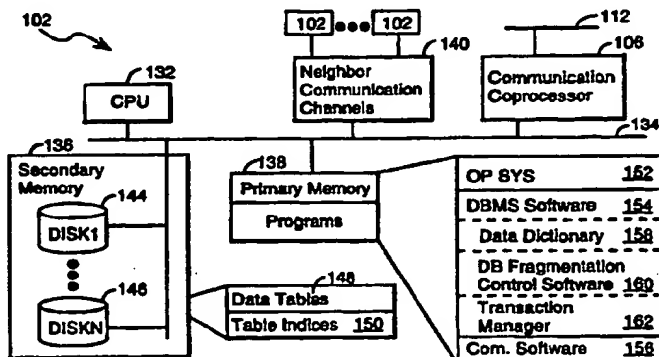 102
102 ●●● 102
112
132
140
106
CPU
Neighbor
Communication
Channels
Communication
Coprocessor
134
136
Secondary
Memory
144
DISK1
146
DISKN
138
Primary Memory
Programs
148
Data Tables
Table Indices 150
OP SYS 152
DBMS Software 154
Data Dictionary 158
DB Fragmentation
Control Software 160
Transaction
Manager 162
Com. Software 156